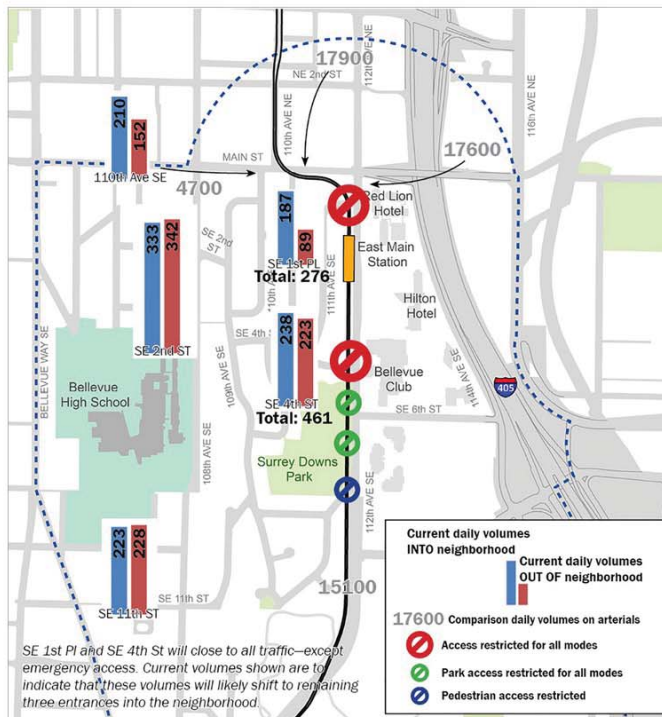 17900
112TH AVE NE
NE 2ND ST
116TH AVE NE
110TH AVE NE
210
152
110th Ave SE
MAIN ST
4700
17600
Red Lion
Hotel
187
89
SE 1st PL
Total: 276
East Main
Station
333
342
SE 2nd ST
SE 2nd
ST
110TH AVE SE
111TH AVE SE
Hilton
Hotel
238
223
SE 4th ST
SE 4th ST
Total: 461
BELLEVUE WAY SE
109TH AVE SE
114TH AVE SE
Bellevue
Club
405
Bellevue
High School
SE 6th ST
108TH AVE SE
Surrey Downs
Park
112TH AVE SE
223
228
SE 11th ST
SE 11th ST
15100
SE 1st Pl and SE 4th St will close to all traffic—except
emergency access. Current volumes shown are to
indicate that these volumes will likely shift to remaining
three entrances into the neighborhood.
Current daily volumes
INTO neighborhood
Current daily volumes
OUT OF neighborhood
17600 Comparison daily volumes on arterials
Access restricted for all modes
Park access restricted for all modes
Pedestrian access restricted